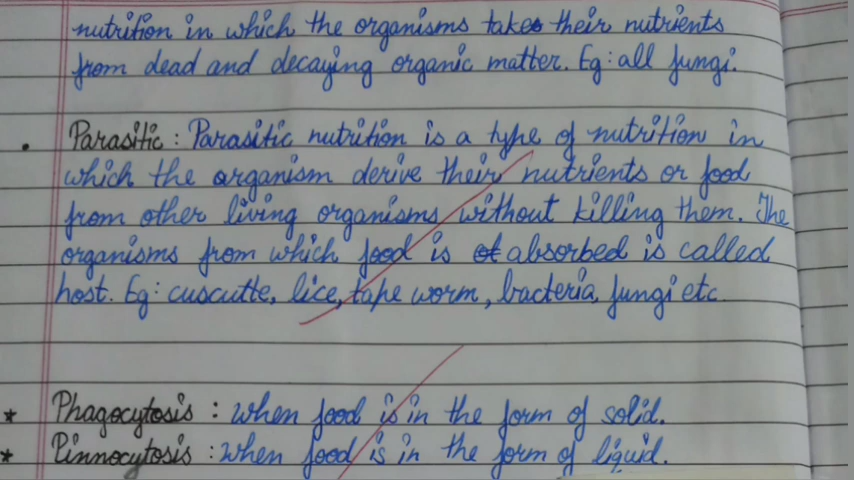 nutrition in which the organisms takes their nutrients
from dead and decaying organic matter. Eg: all fungi.
• Parasitic : Parasitic nutrition is a type of nutrition in
which the organism derive their nutrients or food
from other living organisms without killing them. The
organisms from which food is absorbed is called
host. Eg: cuscutte, lice, tape worm, bacteria, fungi etc.
* Phagocytosis : when food is in the form of solid.
* Pinnocytosis : when food is in the form of liquid.